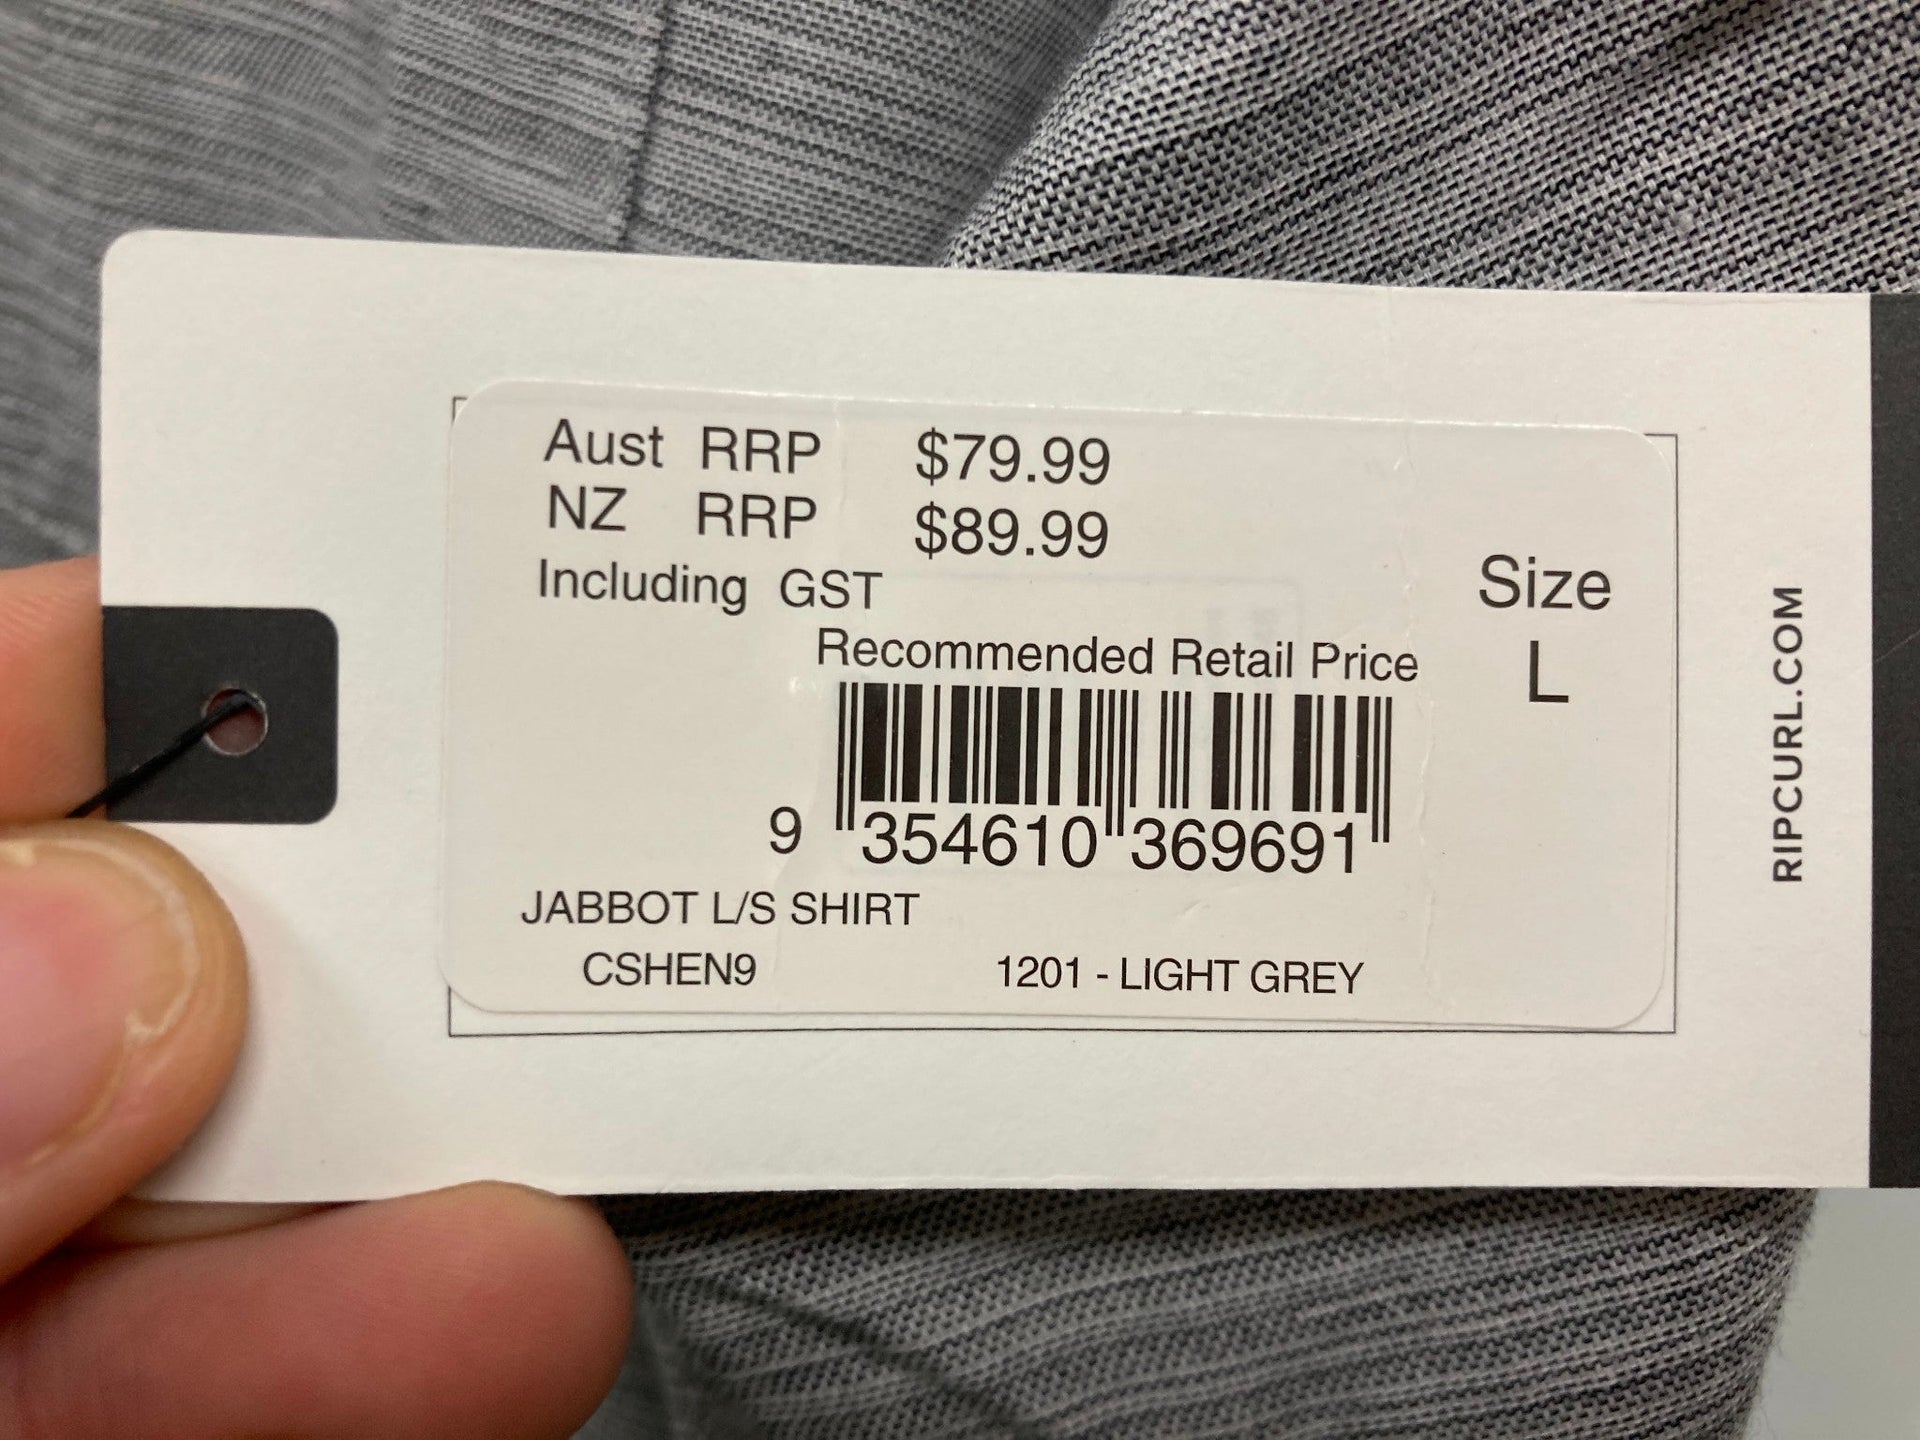 Aust RRP $79.99
NZ RRP $89.99
Including GST
Recommended Retail Price
Size
L
9 354610 369691
JABBOT L/S SHIRT
CSHEN9 1201 - LIGHT GREY
RIPCURL.COM